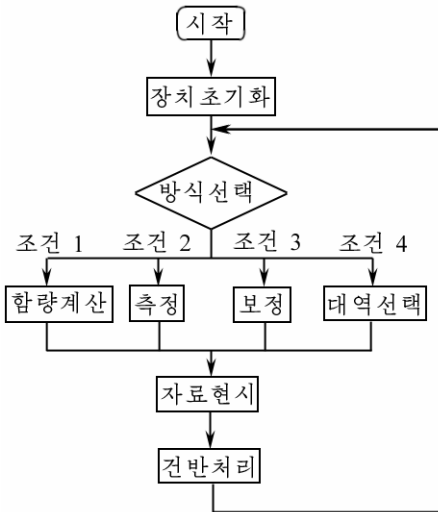 시작
장치초기화
방식선택
조건 1 조건 2 조건 3 조건 4
함량계산 측정 보정 대역선택
자료현시
건반처리